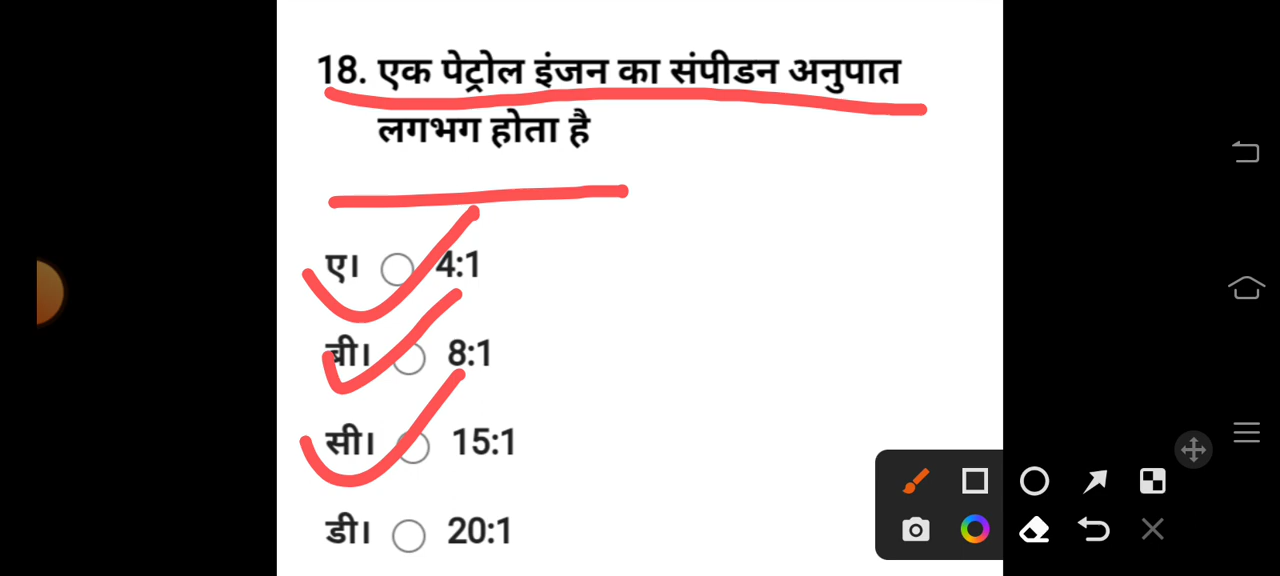 18. एक पेट्रोल इंजन का संपीडन अनुपात
लगभग होता है
ए। 4:1
बी। 8:1
सी। 15:1
डी। 20:1